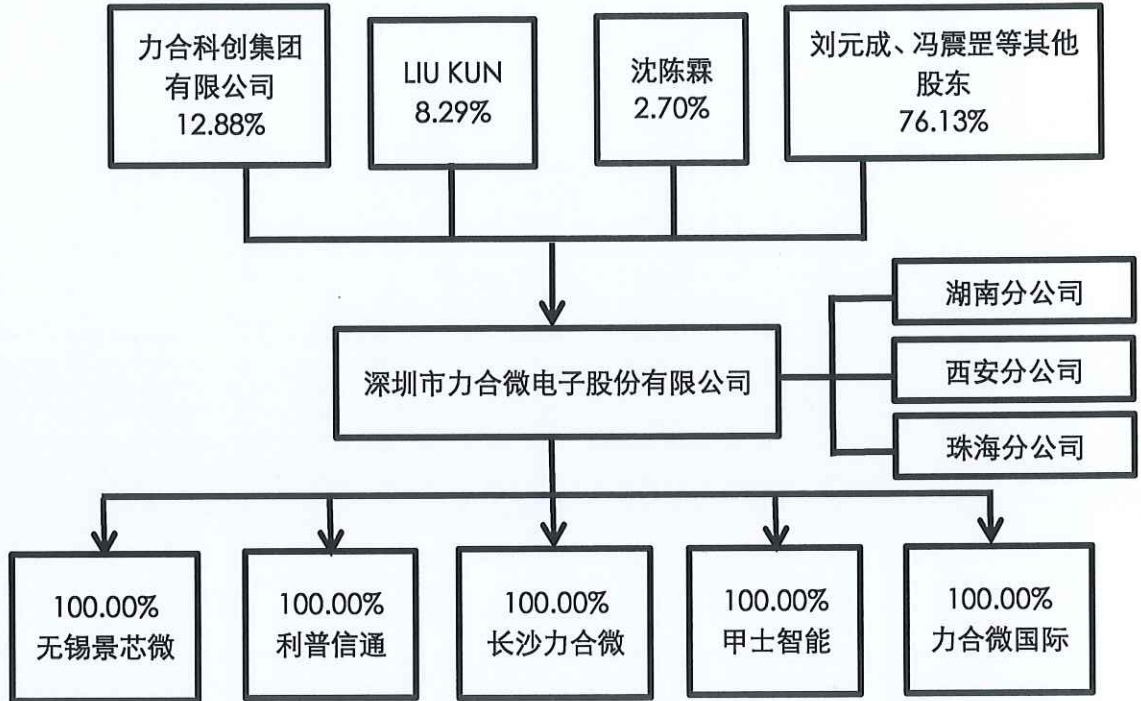 力合科创集团
有限公司
12.88%
LIU KUN
8.29%
沈陈霖
2.70%
刘元成、冯震罡等其他
股东
76.13%
湖南分公司
深圳市力合微电子股份有限公司
西安分公司
珠海分公司
100.00%
无锡景芯微
100.00%
利普信通
100.00%
长沙力合微
100.00%
甲士智能
100.00%
力合微国际